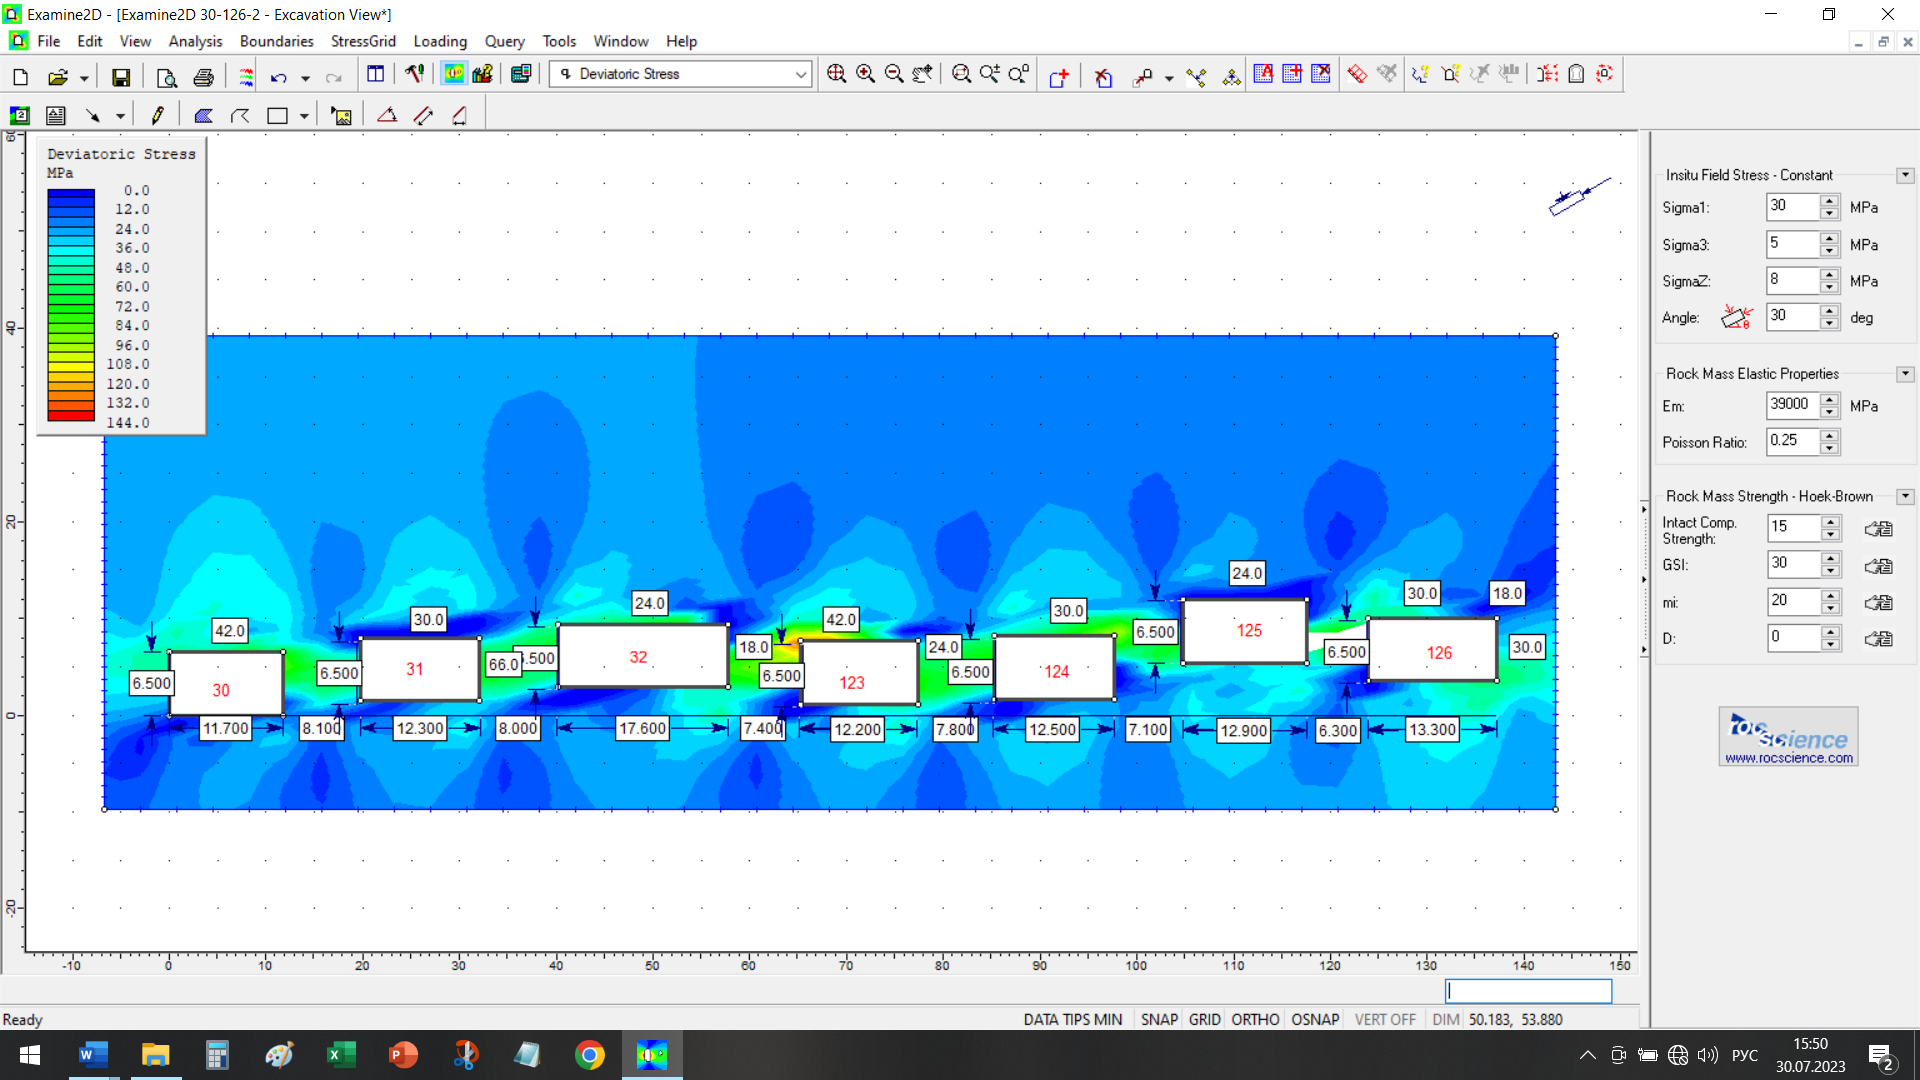 Examine2D - [Examine2D 30-126-2 - Excavation View*]
File Edit View Analysis Boundaries StressGrid Loading Query Tools Window Help
Deviatoric Stress
Deviatoric Stress
MPa
0.0
12.0
24.0
36.0
48.0
60.0
72.0
84.0
96.0
108.0
120.0
132.0
144.0
60
40
20
0
-20
24.0
30.0
18.0
24.0
30.0
42.0
30.0
42.0
6.500
30
6.500
31
66.0
32
18.0
6.500
123
24.0
6.500
124
6.500
125
6.500
126
30.0
11.700
8.100
12.300
8.000
17.600
7.400
12.200
7.800
12.500
7.100
12.900
6.300
13.300
-10 0 10 20 30 40 50 60 70 80 90 100 110 120 130 140 150
Insitu Field Stress - Constant
Sigma1: 30 MPa
Sigma3: 5 MPa
SigmaZ: 8 MPa
Angle: θ 30 deg
Rock Mass Elastic Properties
Em: 39000 MPa
Poisson Ratio: 0.25
Rock Mass Strength - Hoek-Brown
Intact Comp.
Strength: 15
GSI: 30
mi: 20
D: 0
rocscience
www.rocscience.com
Ready
DATA TIPS MIN SNAP GRID ORTHO OSNAP VERT OFF DIM 50.183, 53.880
РУС
15:50
30.07.2023
2